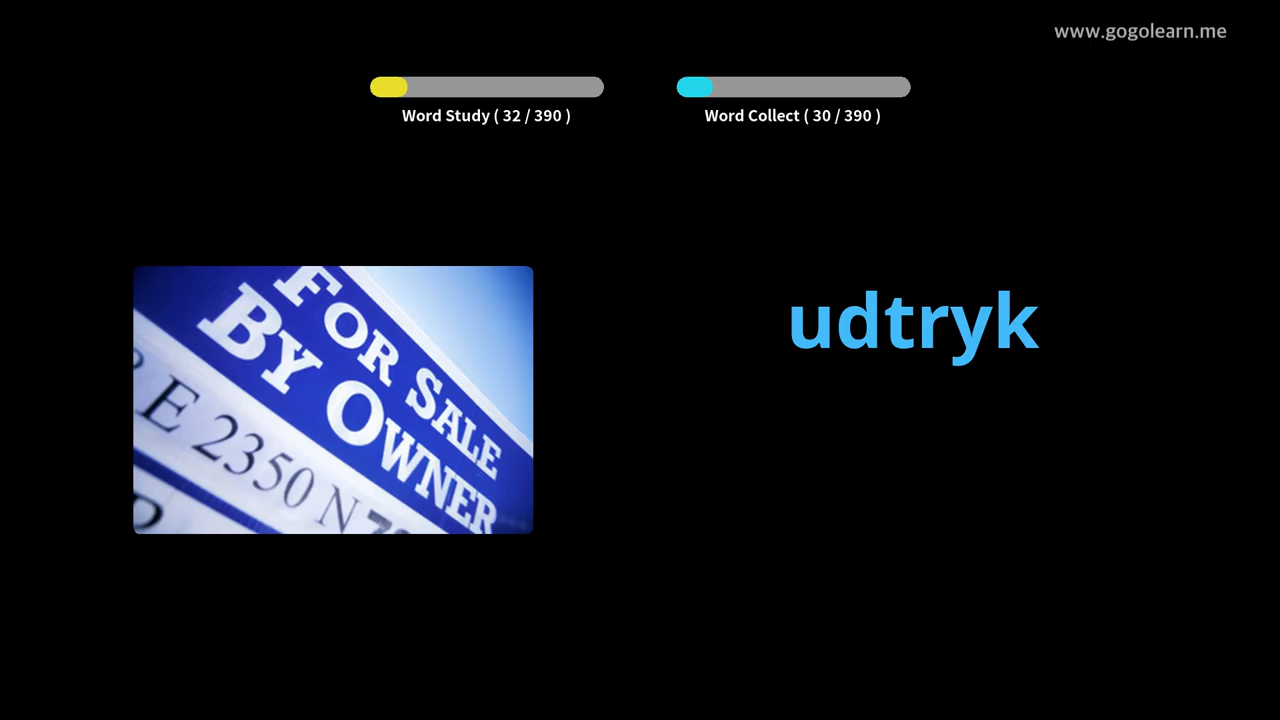 www.gogolearn.me
Word Study ( 32 / 390 )
Word Collect ( 30 / 390 )
udtryk
FOR SALE
BY OWNER
E 2350 N